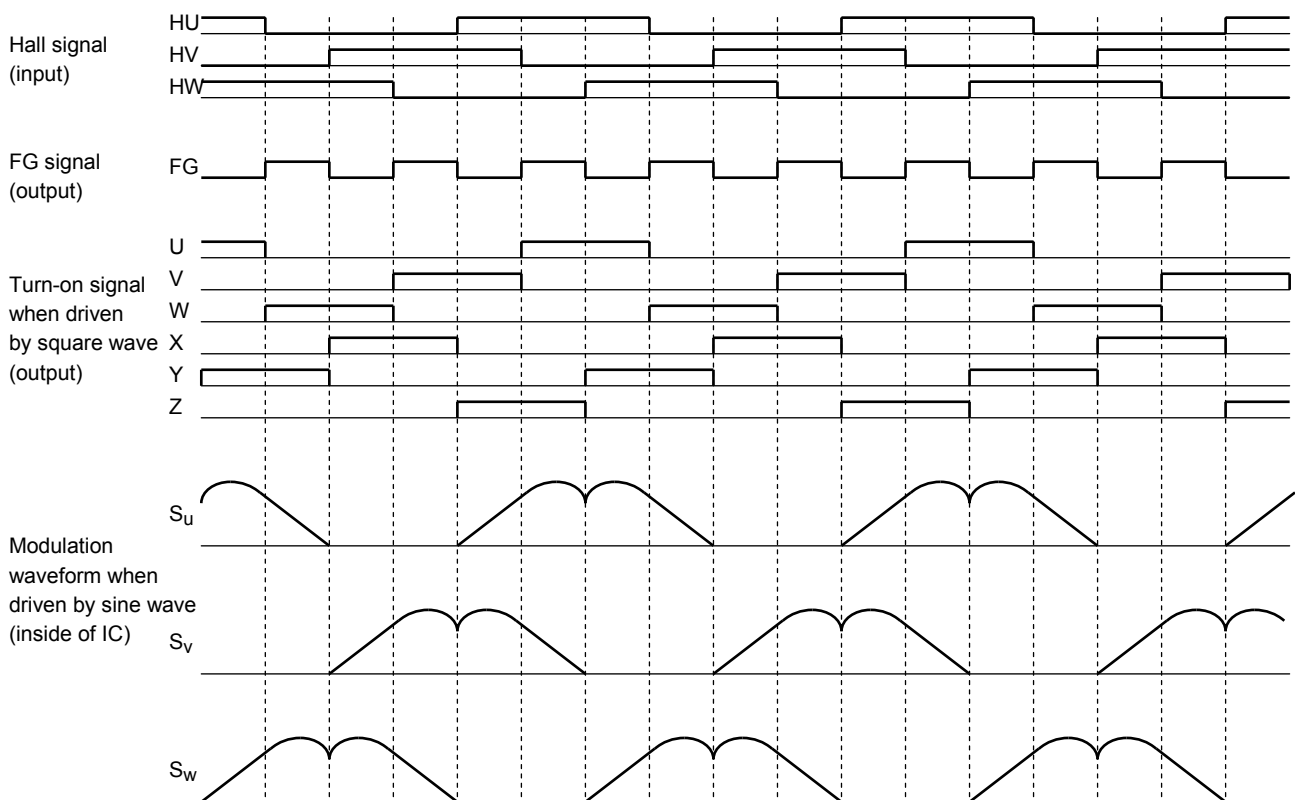 Hall signal
(input)
HU
HV
HW
FG signal
(output)
FG
Turn-on signal
when driven
by square wave
(output)
U
V
W
X
Y
Z
Modulation
waveform when
driven by sine wave
(inside of IC)
Su
Sv
Sw